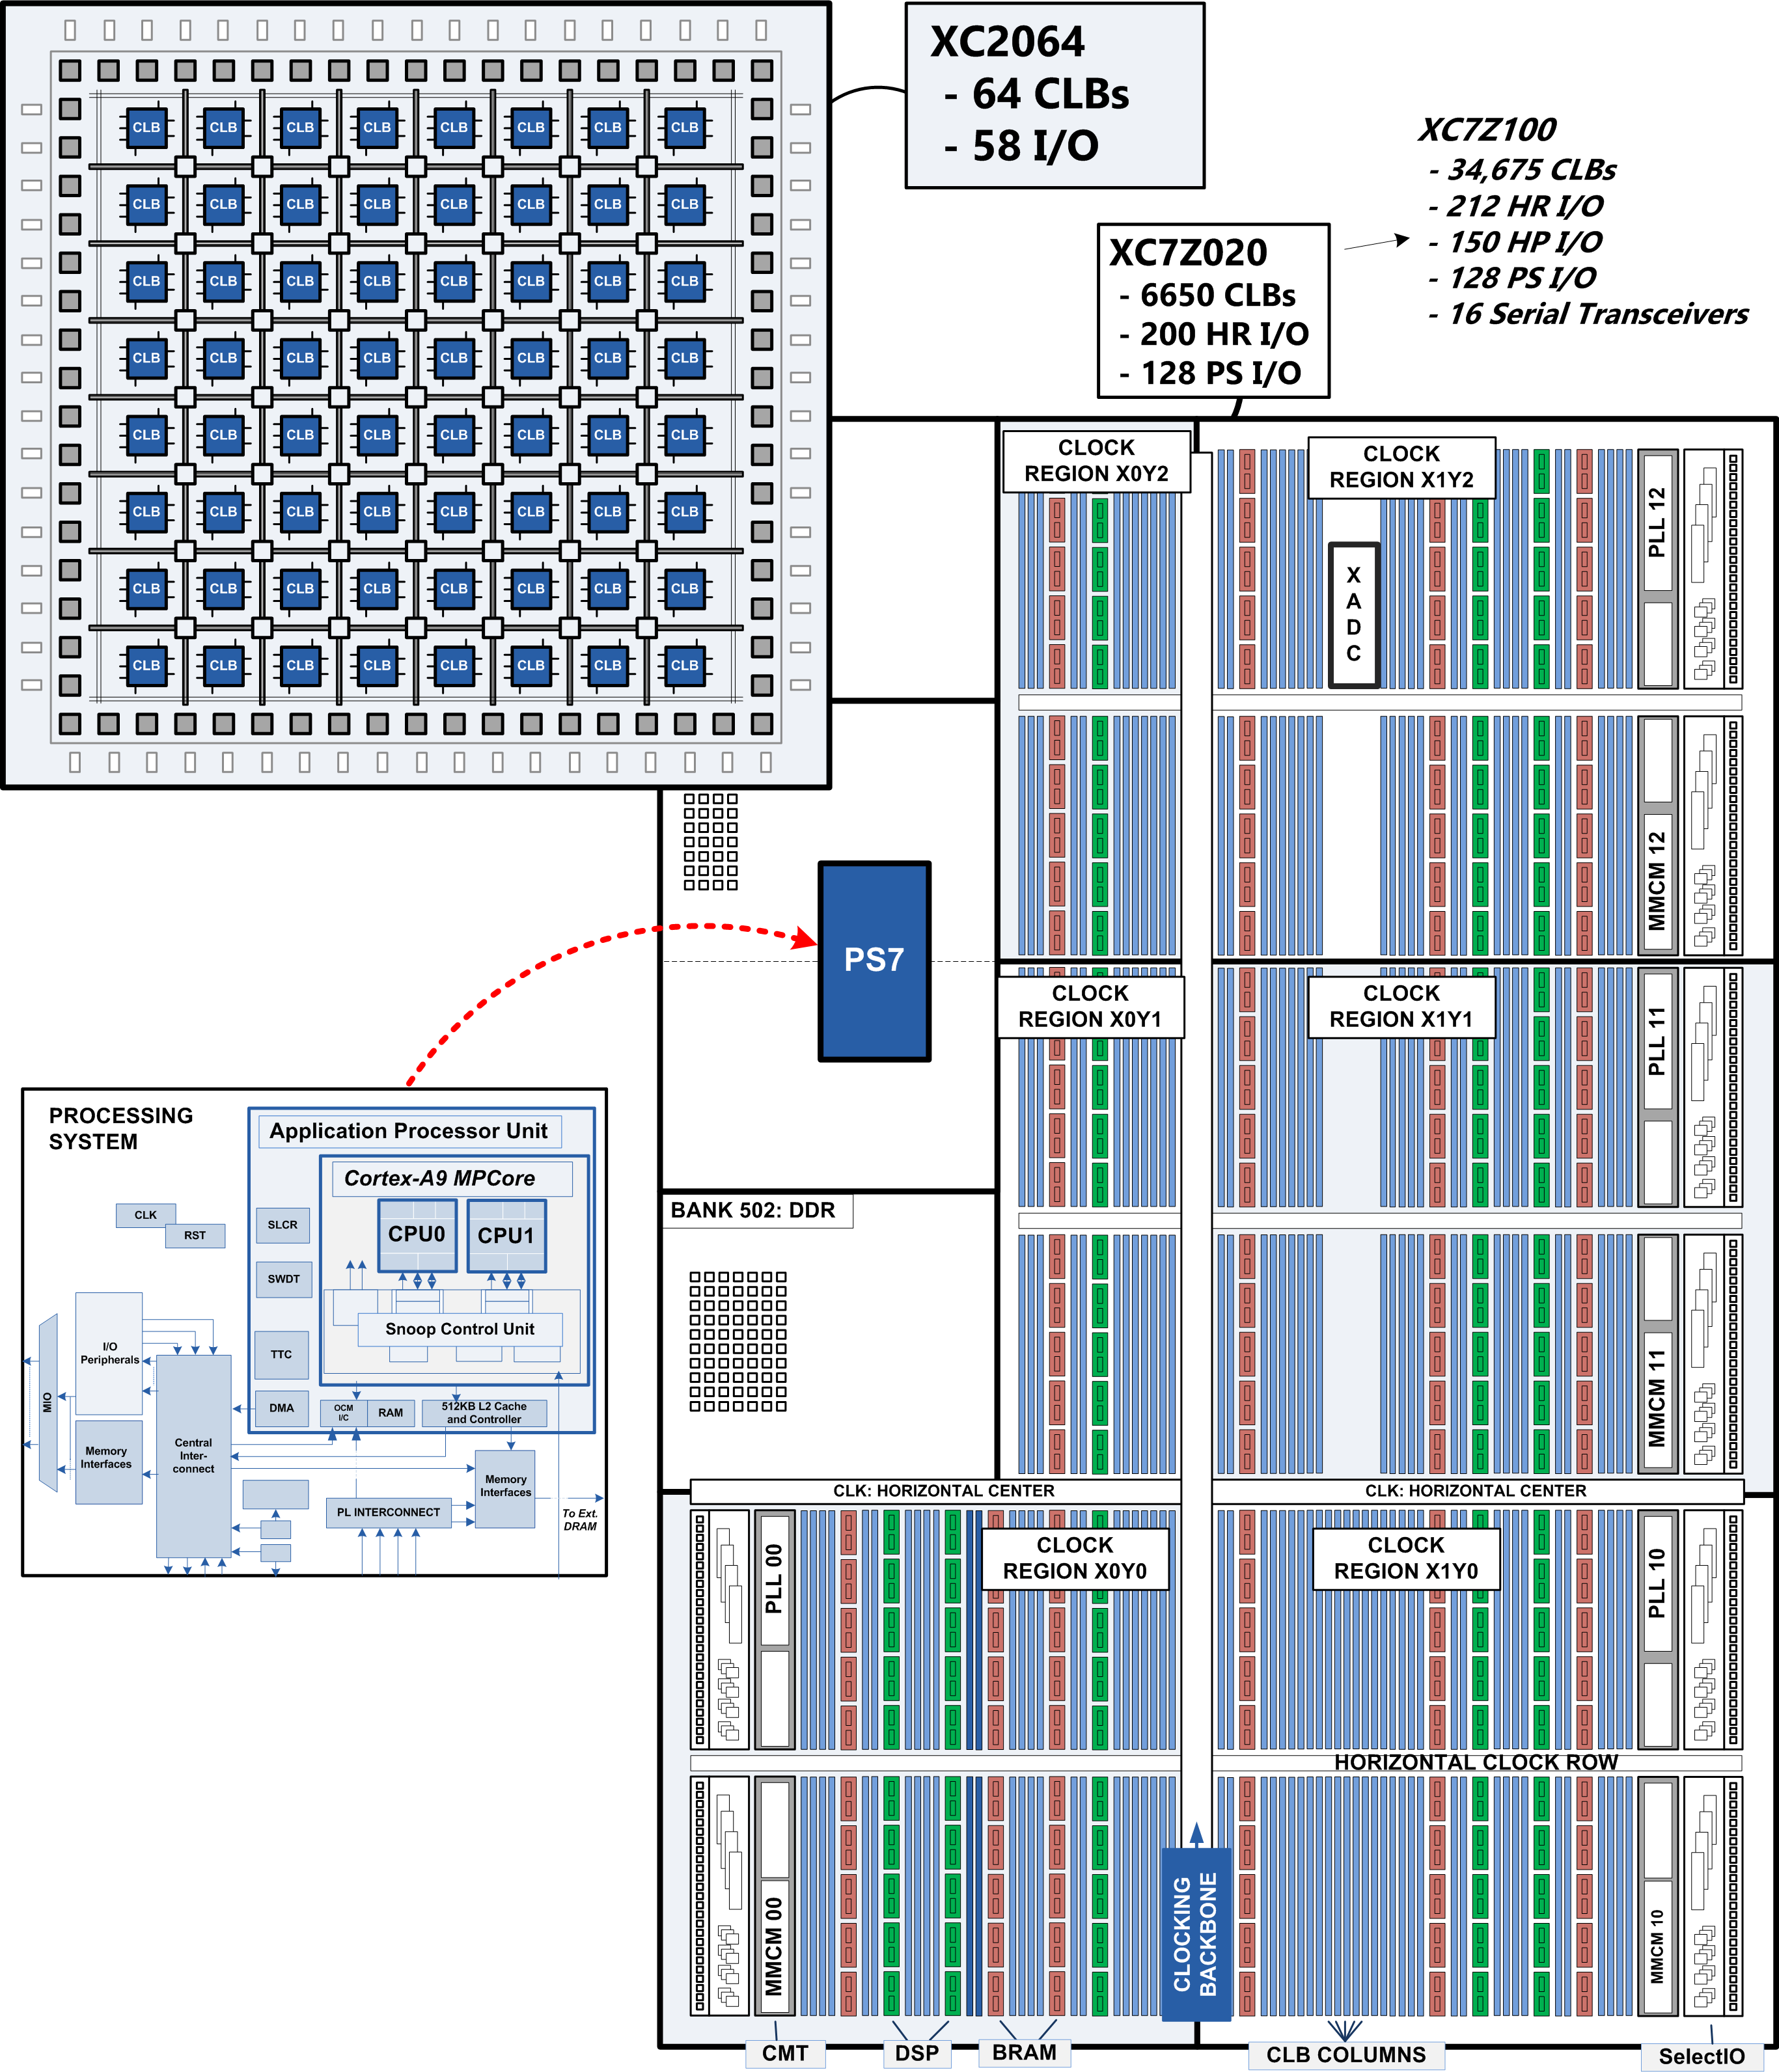 XC2064
- 64 CLBs
- 58 I/O
CLB CLB CLB CLB CLB CLB CLB CLB
CLB CLB CLB CLB CLB CLB CLB CLB
CLB CLB CLB CLB CLB CLB CLB CLB
CLB CLB CLB CLB CLB CLB CLB CLB
CLB CLB CLB CLB CLB CLB CLB CLB
CLB CLB CLB CLB CLB CLB CLB CLB
CLB CLB CLB CLB CLB CLB CLB CLB
CLB CLB CLB CLB CLB CLB CLB CLB
XC7Z100
- 34,675 CLBs
- 212 HR I/O
- 150 HP I/O
- 128 PS I/O
- 16 Serial Transceivers
XC7Z020
- 6650 CLBs
- 200 HR I/O
- 128 PS I/O
CLOCK
REGION X0Y2
CLOCK
REGION X1Y2
PLL 12
X
A
D
C
MMCM 12
PS7
CLOCK
REGION X0Y1
CLOCK
REGION X1Y1
PLL 11
MMCM 11
BANK 502: DDR
PROCESSING
SYSTEM
Application Processor Unit
Cortex-A9 MPCore
CPU0
CPU1
Snoop Control Unit
CLK
RST
SLCR
SWDT
TTC
DMA
OCM
I/C
RAM
512KB L2 Cache
and Controller
I/O
Peripherals
MIO
Memory
Interfaces
Central
Inter-
connect
Memory
Interfaces
PL INTERCONNECT
To Ext.
DRAM
CLK: HORIZONTAL CENTER
CLK: HORIZONTAL CENTER
PLL 00
CLOCK
REGION X0Y0
CLOCK
REGION X1Y0
PLL 10
HORIZONTAL CLOCK ROW
MMCM 00
CLOCKING
BACKBONE
MMCM 10
CMT
DSP
BRAM
CLB COLUMNS
SelectIO